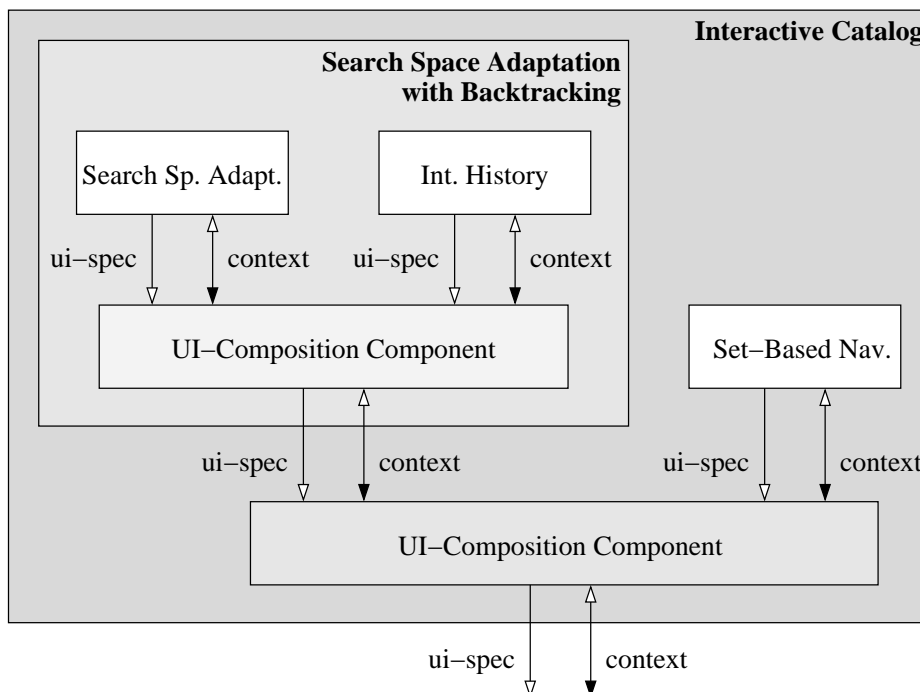 Interactive Catalog
Search Space Adaptation
with Backtracking
Search Sp. Adapt.
Int. History
ui−spec
context
ui−spec
context
UI−Composition Component
Set−Based Nav.
ui−spec
context
ui−spec
context
UI−Composition Component
ui−spec
context